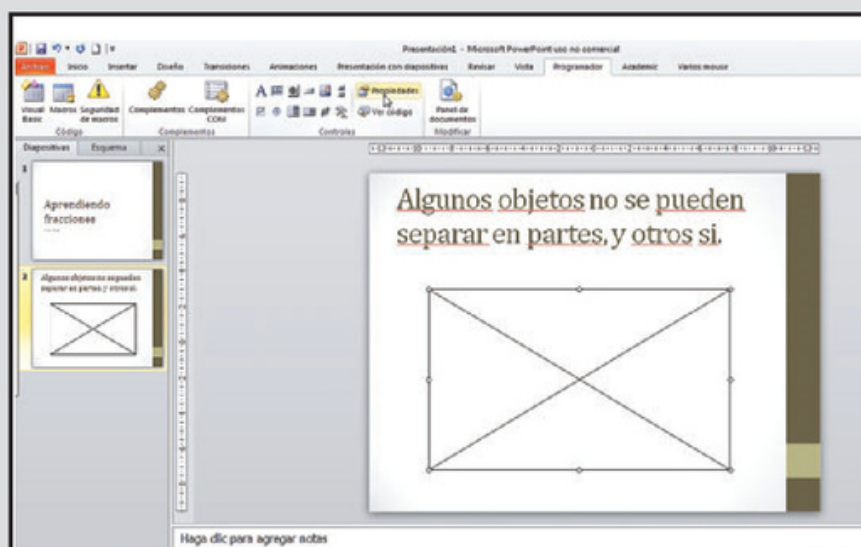 Presentación1 - Microsoft PowerPoint uso no comercial
Archivo Inicio Insertar Diseño Transiciones Animaciones Presentación con diapositivas Revisar Vista Programador Academic Varios mouse
Visual Basic Macros Seguridad de macros Complementos Complementos COM Propiedades Ver código Panel de documentos
Código Complementos Controles Modificar
Diapositivas Esquema
1
Aprendiendo
fracciones
2
Algunos objetos no se pueden
separar en partes, y otros si.
Algunos objetos no se pueden
separar en partes, y otros si.
Haga clic para agregar notas